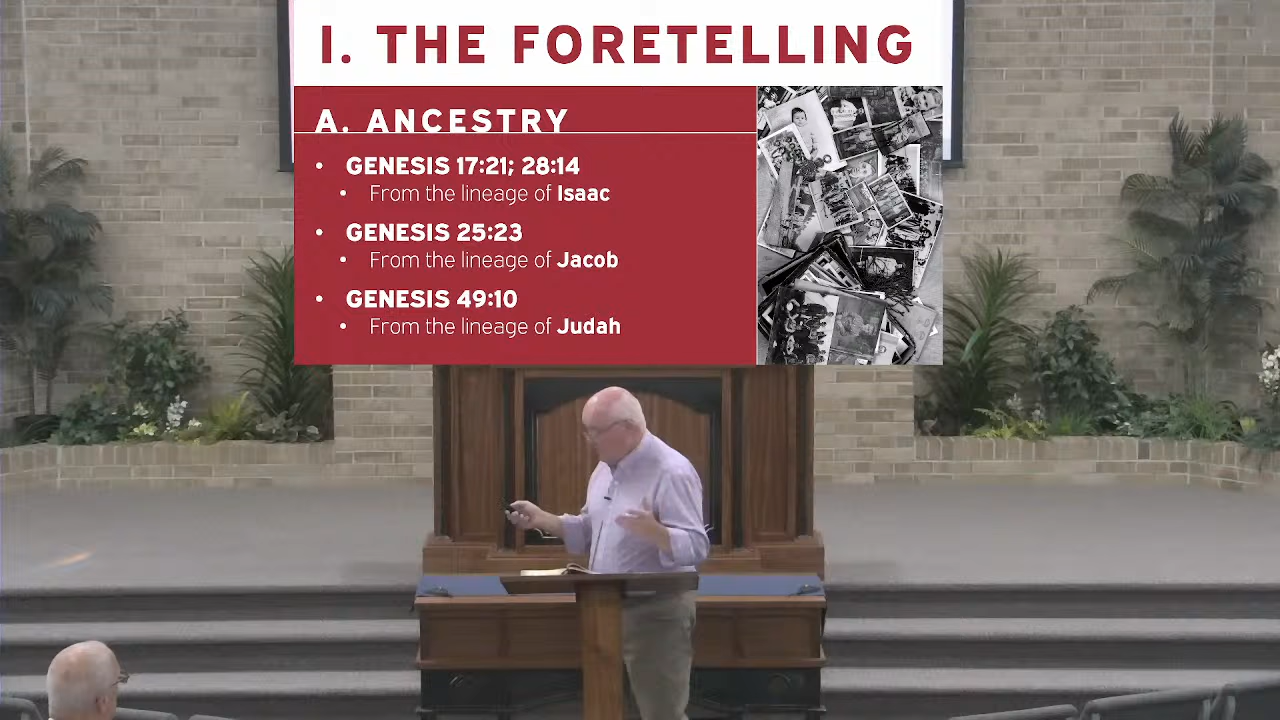 I. THE FORETELLING
A. ANCESTRY
• GENESIS 17:21; 28:14
• From the lineage of Isaac
• GENESIS 25:23
• From the lineage of Jacob
• GENESIS 49:10
• From the lineage of Judah